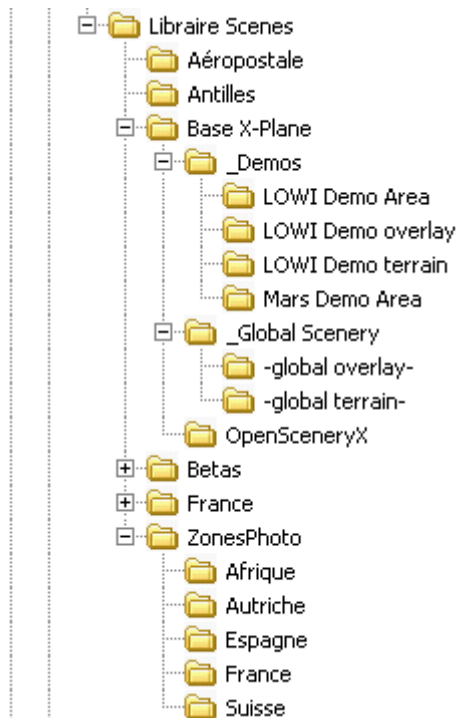 Libraire Scenes
Aéropostale
Antilles
Base X-Plane
_Demos
LOWI Demo Area
LOWI Demo overlay
LOWI Demo terrain
Mars Demo Area
_Global Scenery
-global overlay-
-global terrain-
OpenSceneryX
Betas
France
ZonesPhoto
Afrique
Autriche
Espagne
France
Suisse